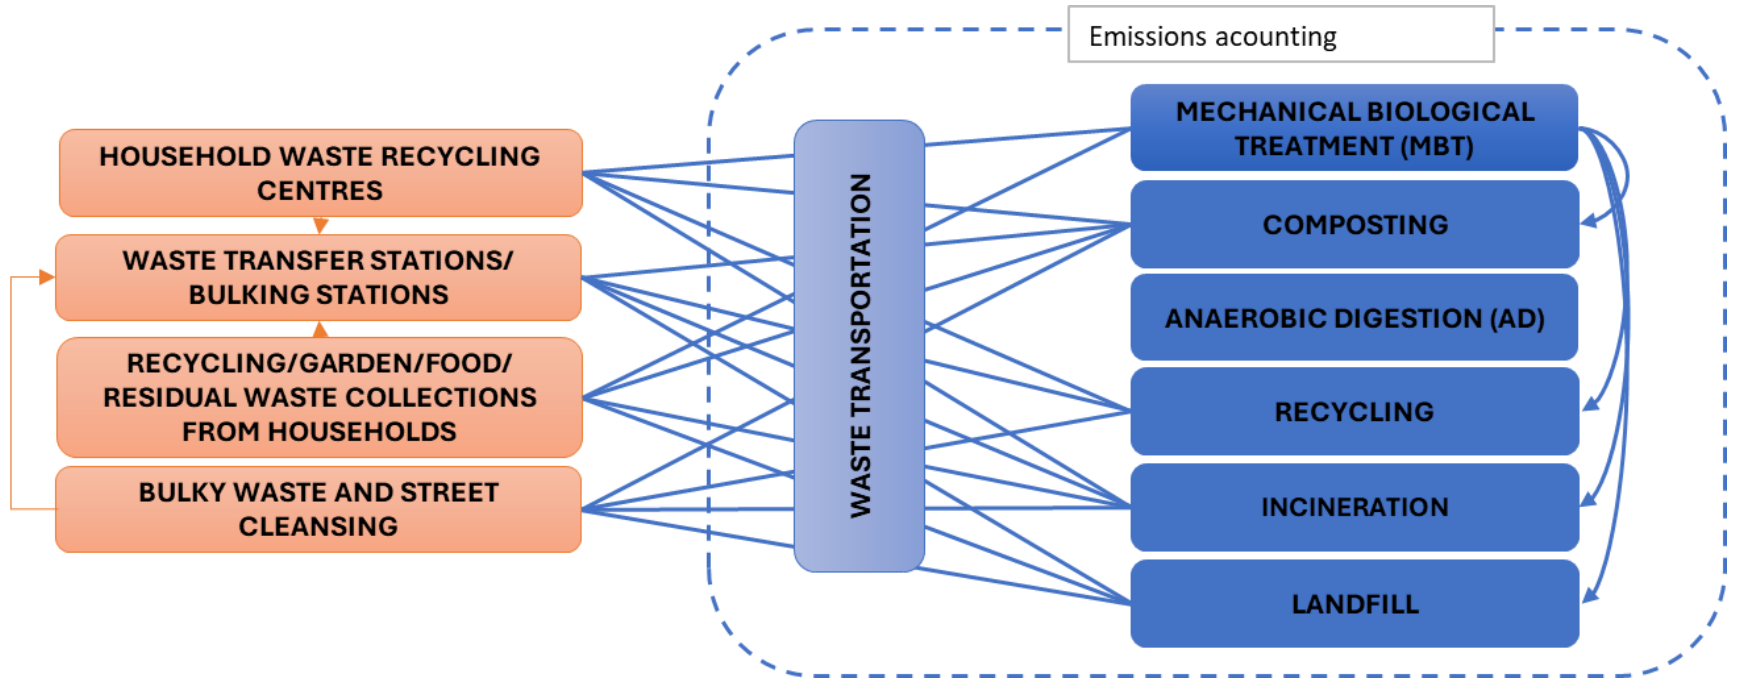 Emissions acounting
HOUSEHOLD WASTE RECYCLING
CENTRES
WASTE TRANSFER STATIONS/
BULKING STATIONS
RECYCLING/GARDEN/FOOD/
RESIDUAL WASTE COLLECTIONS
FROM HOUSEHOLDS
BULKY WASTE AND STREET
CLEANSING
WASTE TRANSPORTATION
MECHANICAL BIOLOGICAL
TREATMENT (MBT)
COMPOSTING
ANAEROBIC DIGESTION (AD)
RECYCLING
INCINERATION
LANDFILL